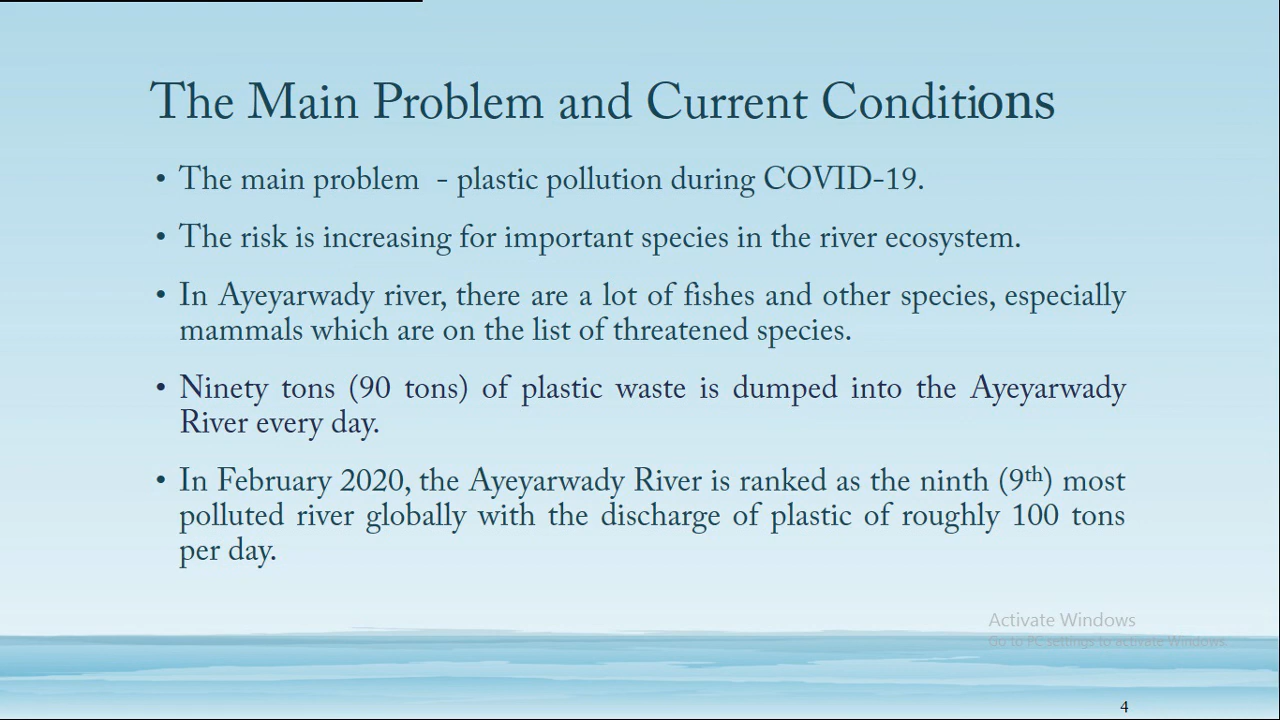 The Main Problem and Current Conditions
• The main problem - plastic pollution during COVID-19.
• The risk is increasing for important species in the river ecosystem.
• In Ayeyarwady river, there are a lot of fishes and other species, especially
mammals which are on the list of threatened species.
• Ninety tons (90 tons) of plastic waste is dumped into the Ayeyarwady
River every day.
• In February 2020, the Ayeyarwady River is ranked as the ninth (9th) most
polluted river globally with the discharge of plastic of roughly 100 tons
per day.
Activate Windows
Go to PC settings to activate Windows.
4